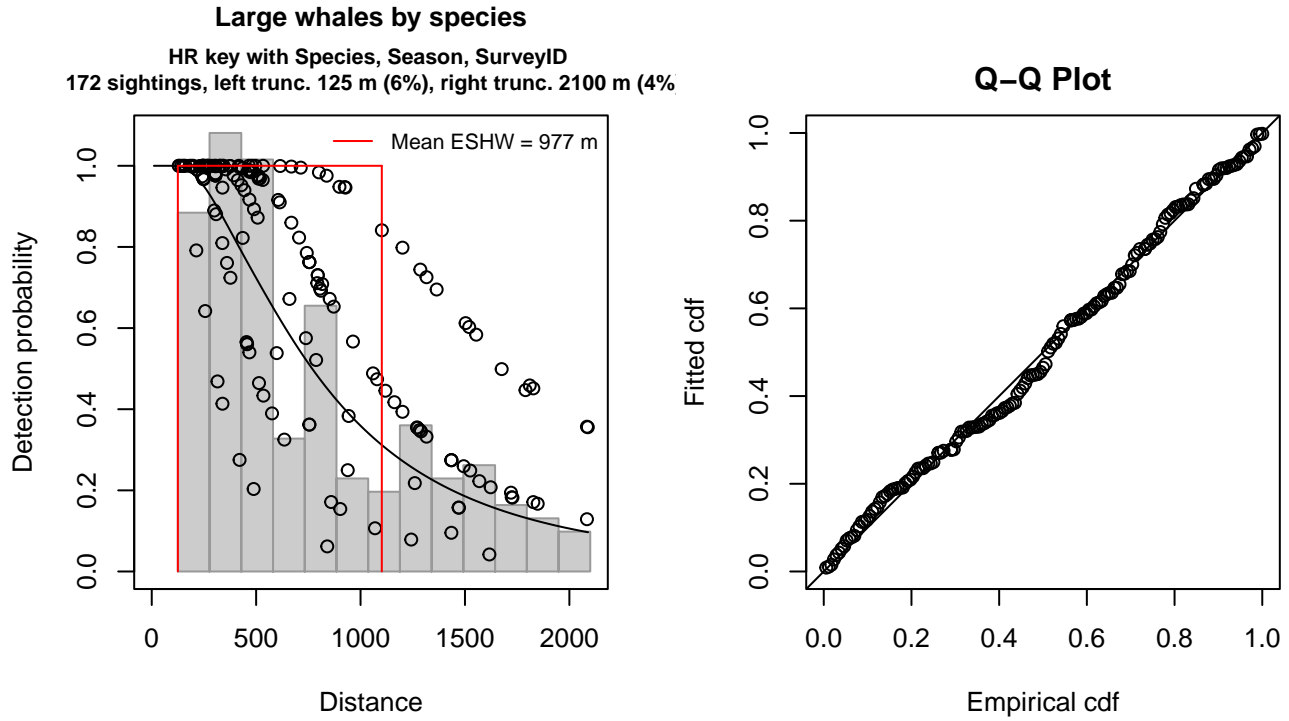 Large whales by species
HR key with Species, Season, SurveyID
172 sightings, left trunc. 125 m (6%), right trunc. 2100 m (4%
Mean ESHW = 977 m
Detection probability
1.0
0.8
0.6
0.4
0.2
0.0
0 500 1000 1500 2000
Distance
Q−Q Plot
Fitted cdf
1.0
0.8
0.6
0.4
0.2
0.0
0.0 0.2 0.4 0.6 0.8 1.0
Empirical cdf